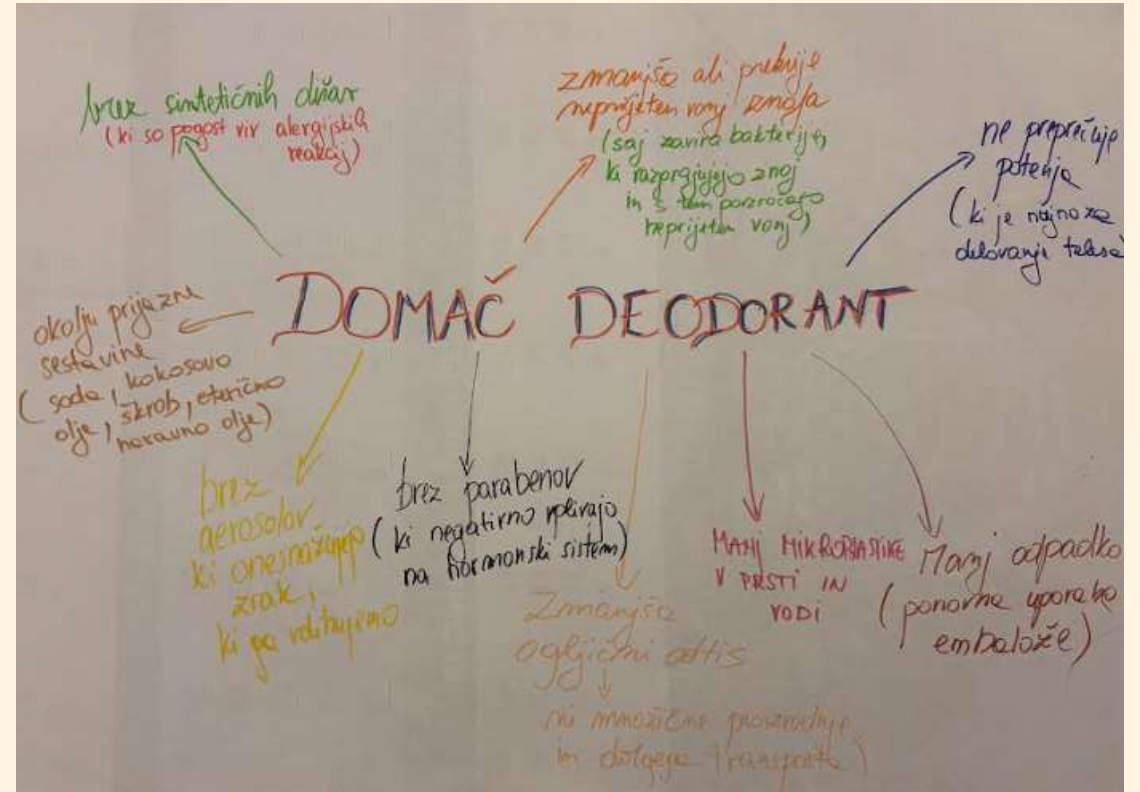 brez sintetičnih dišav
(ki so pogost vir alergijskih
reakcij)
zmanjša ali prekrije
neprijeten vonj znoja
(saj zavira bakterije,
ki razgrajujejo znoj
in s tem povzročajo
neprijeten vonj)
ne preprečuje
potenja
(ki je nujno za
delovanje telesa)
DOMAČ DEODORANT
okolju prijazne
sestavine
(soda, kokosovo
olje, škrob, eterično
naravno olje)
brez
aerosolov
ki onesnažujejo
zrak,
ki ga vdihujemo
brez parabenov
(ki negativno vplivajo
na hormonski sistem)
Zmanjša
ogljični odtis
ni množične proizvodnje
in dolgega transporta)
MANJ MIKROPLASTIKE
V PRSTI IN
VODI
Manj odpadkov
(ponovna uporaba
embalaže)